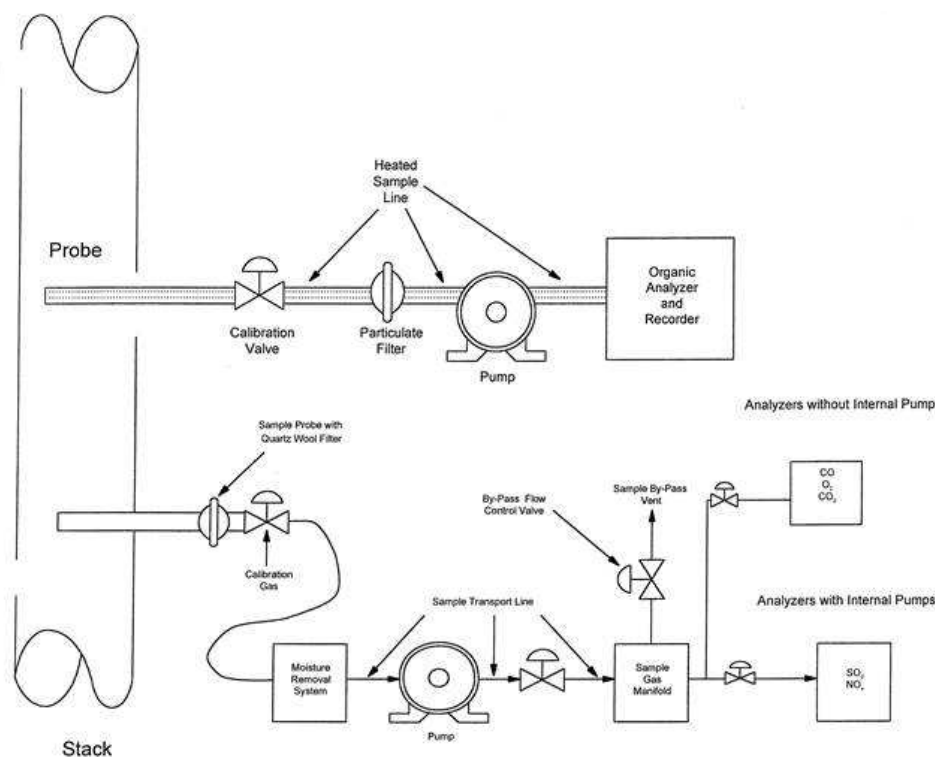 Heated
Sample
Line
Probe
Organic
Analyzer
and
Recorder
Calibration
Valve
Particulate
Filter
Pump
Analyzers without Internal Pump
Sample Probe with
Quartz Wool Filter
CO
O₂
CO₂
Sample By-Pass
Vent
By-Pass Flow
Control Valve
Calibration
Gas
Analyzers with Internal Pumps
Sample Transport Line
Moisture
Removal
System
Sample
Gas
Manifold
SO₂
NOₓ
Pump
Stack